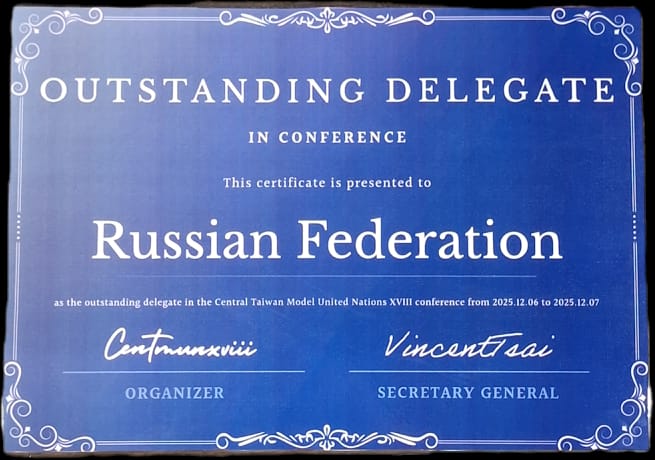 OUTSTANDING DELEGATE
IN CONFERENCE
This certificate is presented to
Russian Federation
as the outstanding delegate in the Central Taiwan Model United Nations XVIII conference from 2025.12.06 to 2025.12.07
Centmunxviii VincentTsai
ORGANIZER SECRETARY GENERAL